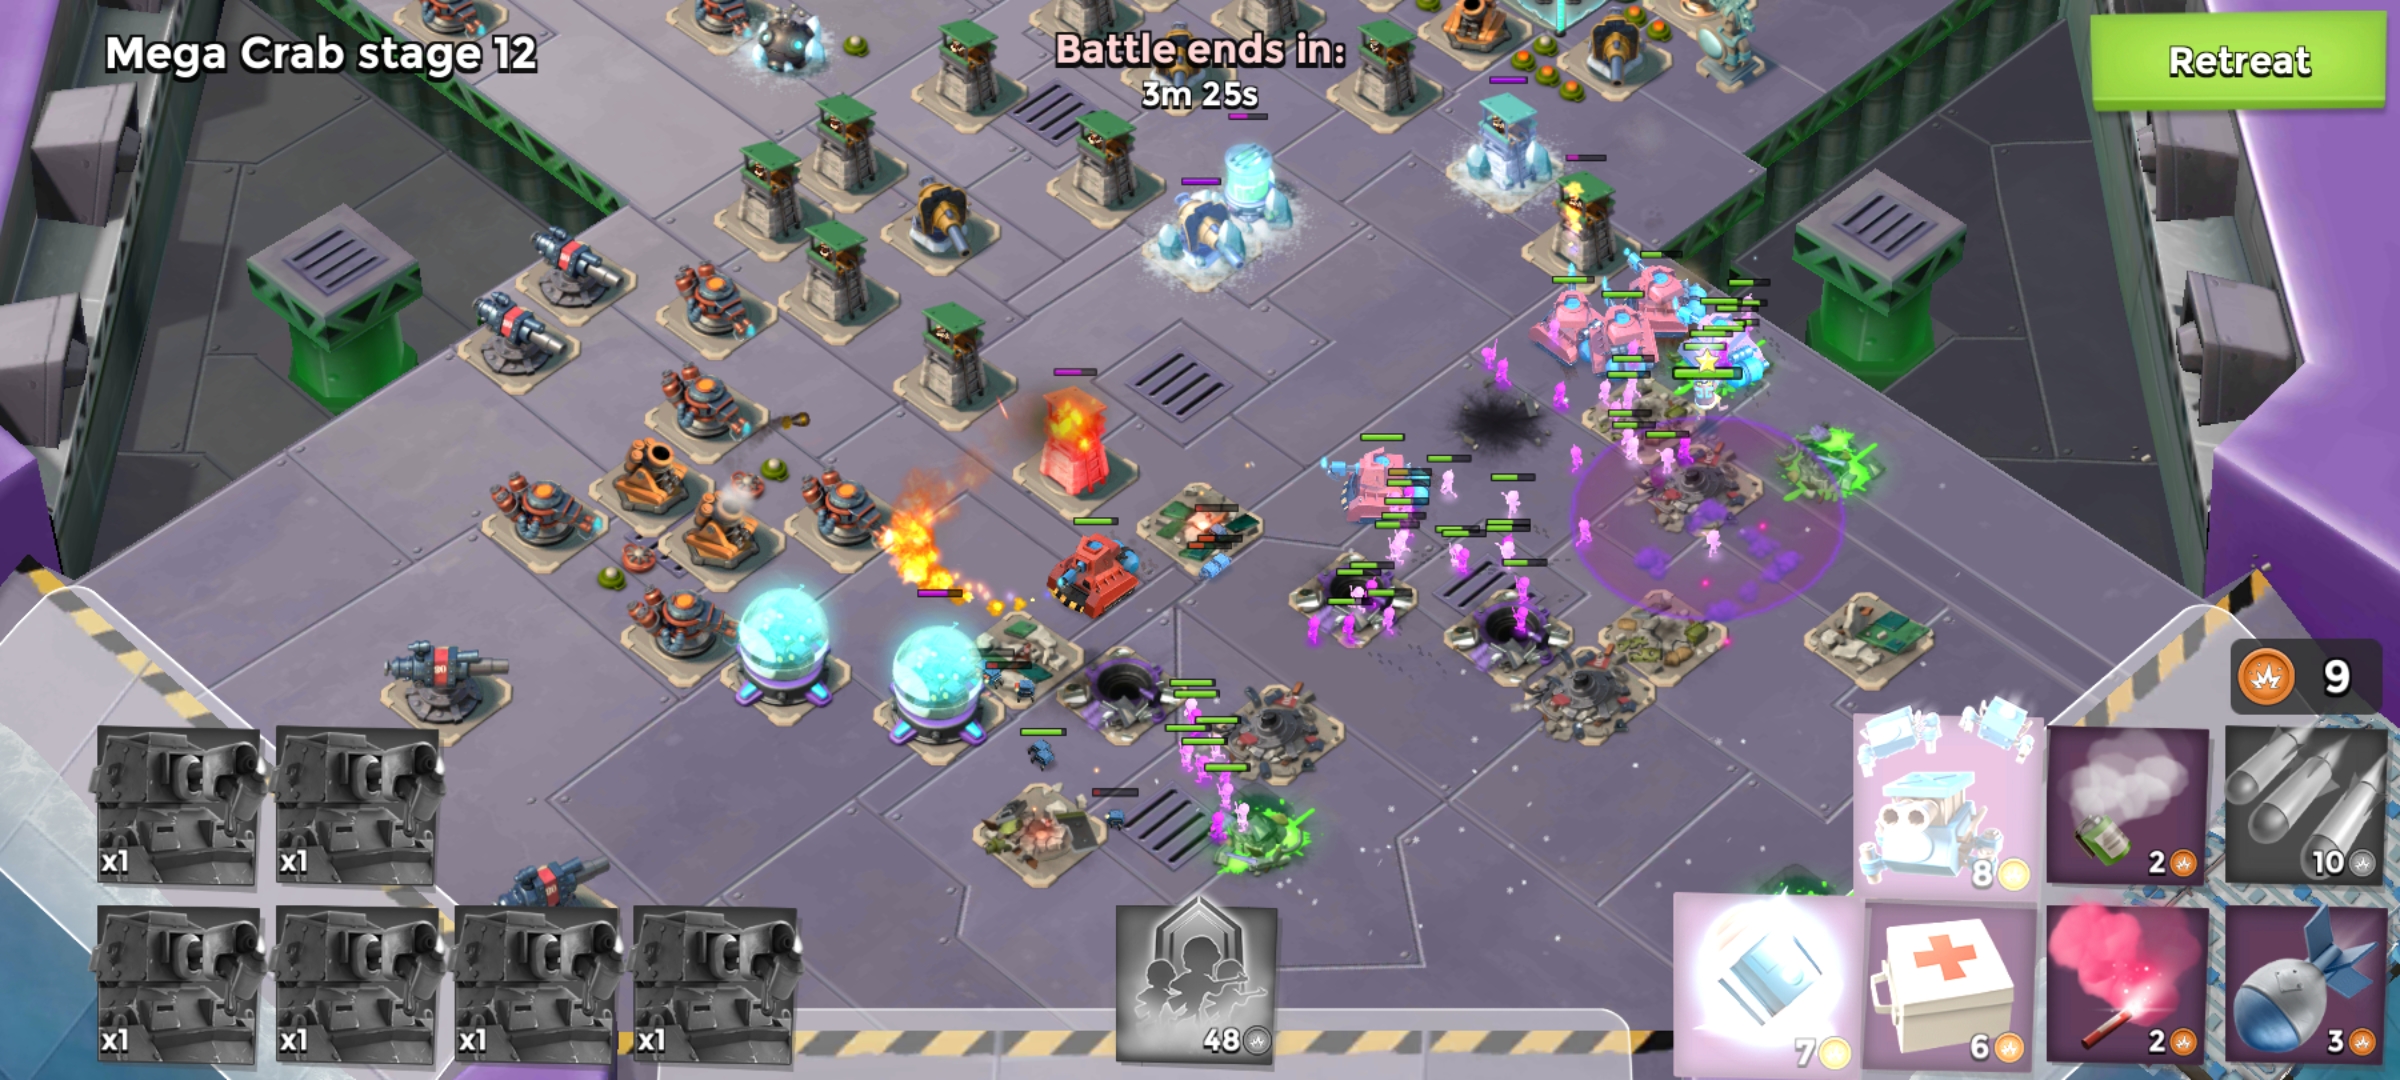 Mega Crab stage 12
Battle ends in:
3m 25s
Retreat
9
x1
x1
8
2
10
x1
x1
x1
x1
48
7
6
2
3